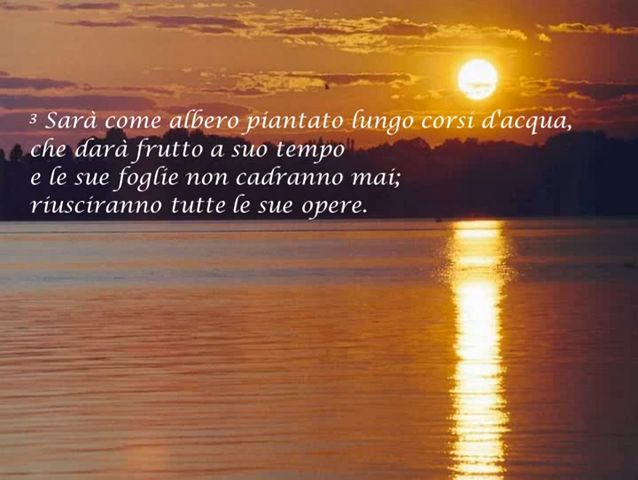 ³ Sarà come albero piantato lungo corsi d'acqua,
che darà frutto a suo tempo
e le sue foglie non cadranno mai;
riusciranno tutte le sue opere.